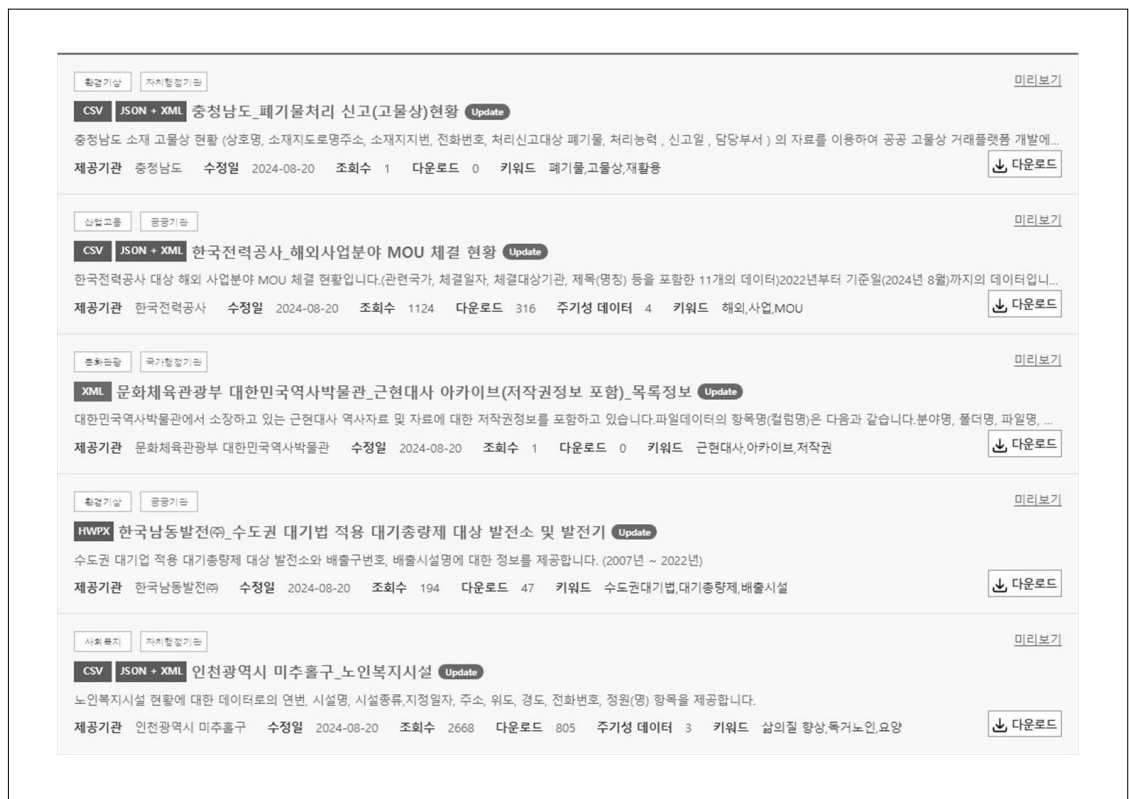 환경기상 자치행정기관 미리보기
CSV JSON + XML 충청남도_폐기물처리 신고(고물상)현황 Update
충청남도 소재 고물상 현황 (상호명, 소재지도로명주소, 소재지지번, 전화번호, 처리신고대상 폐기물, 처리능력 , 신고일 , 담당부서 ) 의 자료를 이용하여 공공 고물상 거래플랫폼 개발에...
제공기관 충청남도 수정일 2024-08-20 조회수 1 다운로드 0 키워드 폐기물,고물상,재활용 다운로드
산업고용 공공기관 미리보기
CSV JSON + XML 한국전력공사_해외사업분야 MOU 체결 현황 Update
한국전력공사 대상 해외 사업분야 MOU 체결 현황입니다.(관련국가, 체결일자, 체결대상기관, 제목(명칭) 등을 포함한 11개의 데이터)2022년부터 기준일(2024년 8월)까지의 데이터입니...
제공기관 한국전력공사 수정일 2024-08-20 조회수 1124 다운로드 316 주기성 데이터 4 키워드 해외,사업,MOU 다운로드
문화관광 국가행정기관 미리보기
XML 문화체육관광부 대한민국역사박물관_근현대사 아카이브(저작권정보 포함)_목록정보 Update
대한민국역사박물관에서 소장하고 있는 근현대사 역사자료 및 자료에 대한 저작권정보를 포함하고 있습니다.파일데이터의 항목명(컬럼명)은 다음과 같습니다.분야명, 폴더명, 파일명, ...
제공기관 문화체육관광부 대한민국역사박물관 수정일 2024-08-20 조회수 1 다운로드 0 키워드 근현대사,아카이브,저작권 다운로드
환경기상 공공기관 미리보기
HWPX 한국남동발전㈜_수도권 대기법 적용 대기총량제 대상 발전소 및 발전기 Update
수도권 대기업 적용 대기총량제 대상 발전소와 배출구번호, 배출시설명에 대한 정보를 제공합니다. (2007년 ~ 2022년)
제공기관 한국남동발전㈜ 수정일 2024-08-20 조회수 194 다운로드 47 키워드 수도권대기법,대기총량제,배출시설 다운로드
사회복지 자치행정기관 미리보기
CSV JSON + XML 인천광역시 미추홀구_노인복지시설 Update
노인복지시설 현황에 대한 데이터로의 연번, 시설명, 시설종류,지정일자, 주소, 위도, 경도, 전화번호, 정원(명) 항목을 제공합니다.
제공기관 인천광역시 미추홀구 수정일 2024-08-20 조회수 2668 다운로드 805 주기성 데이터 3 키워드 삶의질 향상,독거노인,요양 다운로드